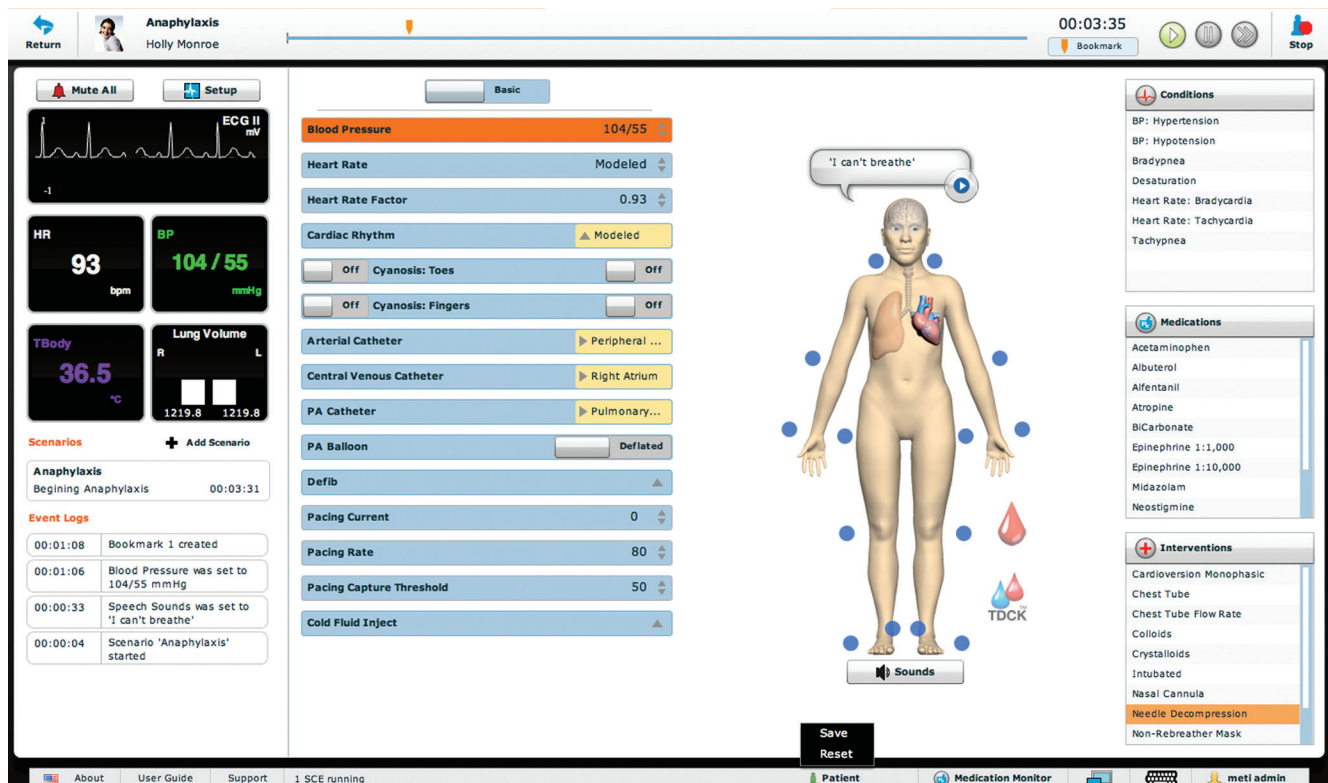 Return
Anaphylaxis
Holly Monroe
00:03:35
Bookmark
Stop
Mute All
Setup
ECG II
mV
1
-1
HR
93
bpm
BP
104 / 55
mmHg
TBody
36.5
°C
Lung Volume
R L
1219.8 1219.8
Scenarios
Add Scenario
Anaphylaxis
Begining Anaphylaxis 00:03:31
Event Logs
00:01:08 Bookmark 1 created
00:01:06 Blood Pressure was set to
104/55 mmHg
00:00:33 Speech Sounds was set to
'I can't breathe'
00:00:04 Scenario 'Anaphylaxis'
started
Basic
Blood Pressure 104/55
Heart Rate Modeled
Heart Rate Factor 0.93
Cardiac Rhythm Modeled
Off Cyanosis: Toes Off
Off Cyanosis: Fingers Off
Arterial Catheter Peripheral ...
Central Venous Catheter Right Atrium
PA Catheter Pulmonary...
PA Balloon Deflated
Defib
Pacing Current 0
Pacing Rate 80
Pacing Capture Threshold 50
Cold Fluid Inject
'I can't breathe'
TDCK™
Sounds
Save
Reset
Conditions
BP: Hypertension
BP: Hypotension
Bradypnea
Desaturation
Heart Rate: Bradycardia
Heart Rate: Tachycardia
Tachypnea
Medications
Acetaminophen
Albuterol
Alfentanil
Atropine
BiCarbonate
Epinephrine 1:1,000
Epinephrine 1:10,000
Midazolam
Neostigmine
Interventions
Cardioversion Monophasic
Chest Tube
Chest Tube Flow Rate
Colloids
Crystalloids
Intubated
Nasal Cannula
Needle Decompression
Non-Rebreather Mask
About User Guide Support 1 SCE running Patient Medication Monitor meti admin